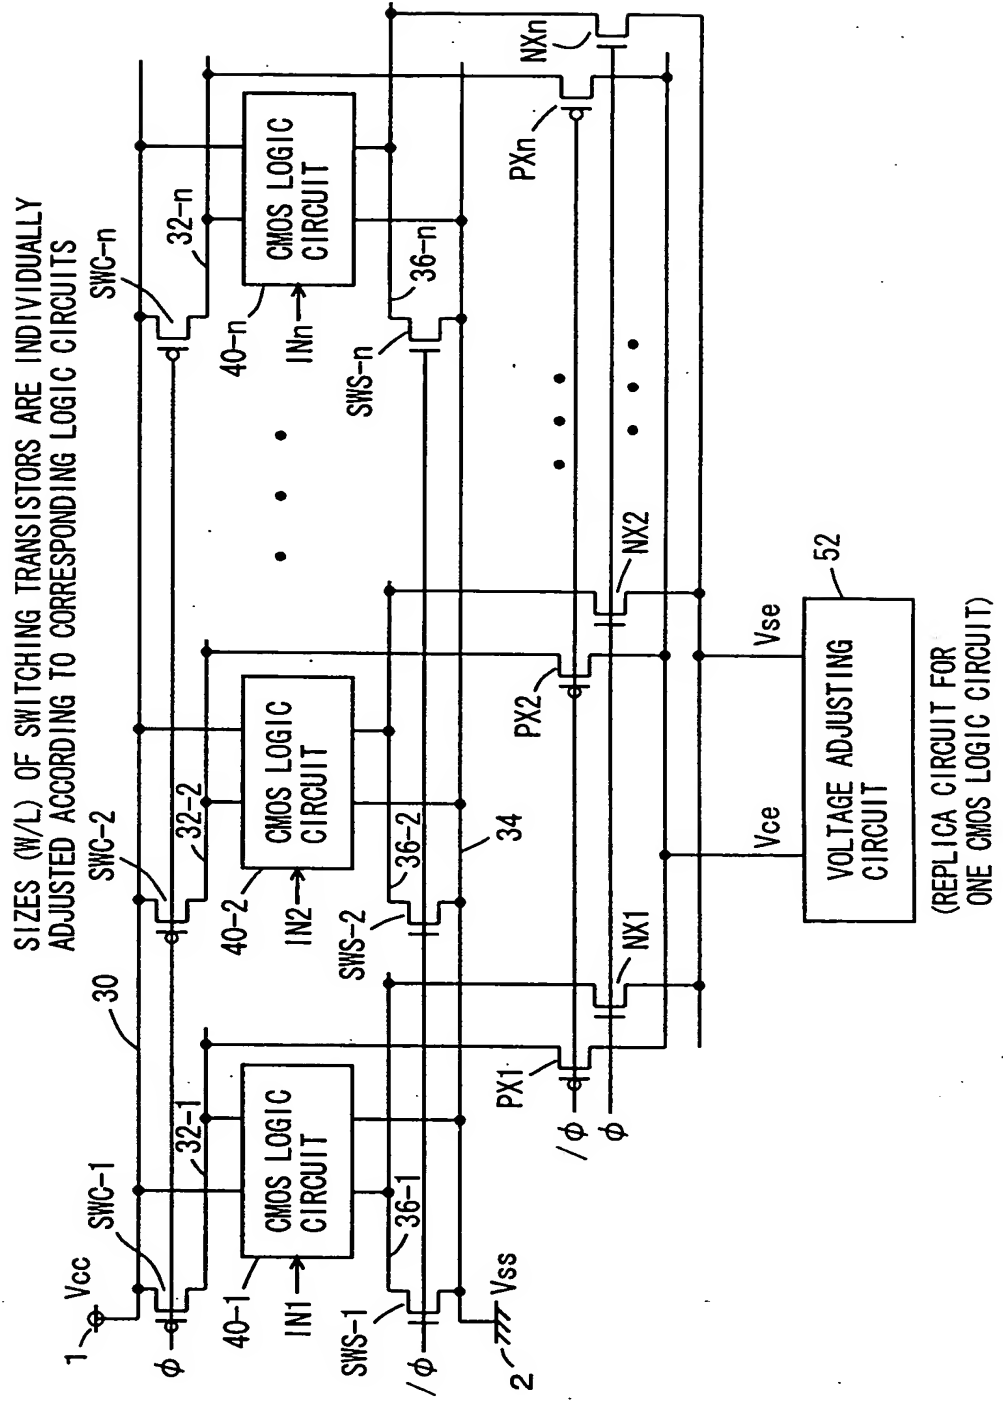 SIZES (W/L) OF SWITCHING TRANSISTORS ARE INDIVIDUALLY
ADJUSTED ACCORDING TO CORRESPONDING LOGIC CIRCUITS
1
Vcc
SWC-1
30
SWC-2
SWC-n
φ
32-1
32-2
32-n
40-1
CMOS LOGIC
CIRCUIT
IN1
40-2
CMOS LOGIC
CIRCUIT
IN2
40-n
CMOS LOGIC
CIRCUIT
INn
SWS-1
36-1
SWS-2
36-2
SWS-n
36-n
/φ
2
Vss
34
PX1
NX1
PX2
NX2
PXn
NXn
/φ
φ
Vce
Vse
52
VOLTAGE ADJUSTING
CIRCUIT
(REPLICA CIRCUIT FOR
ONE CMOS LOGIC CIRCUIT)